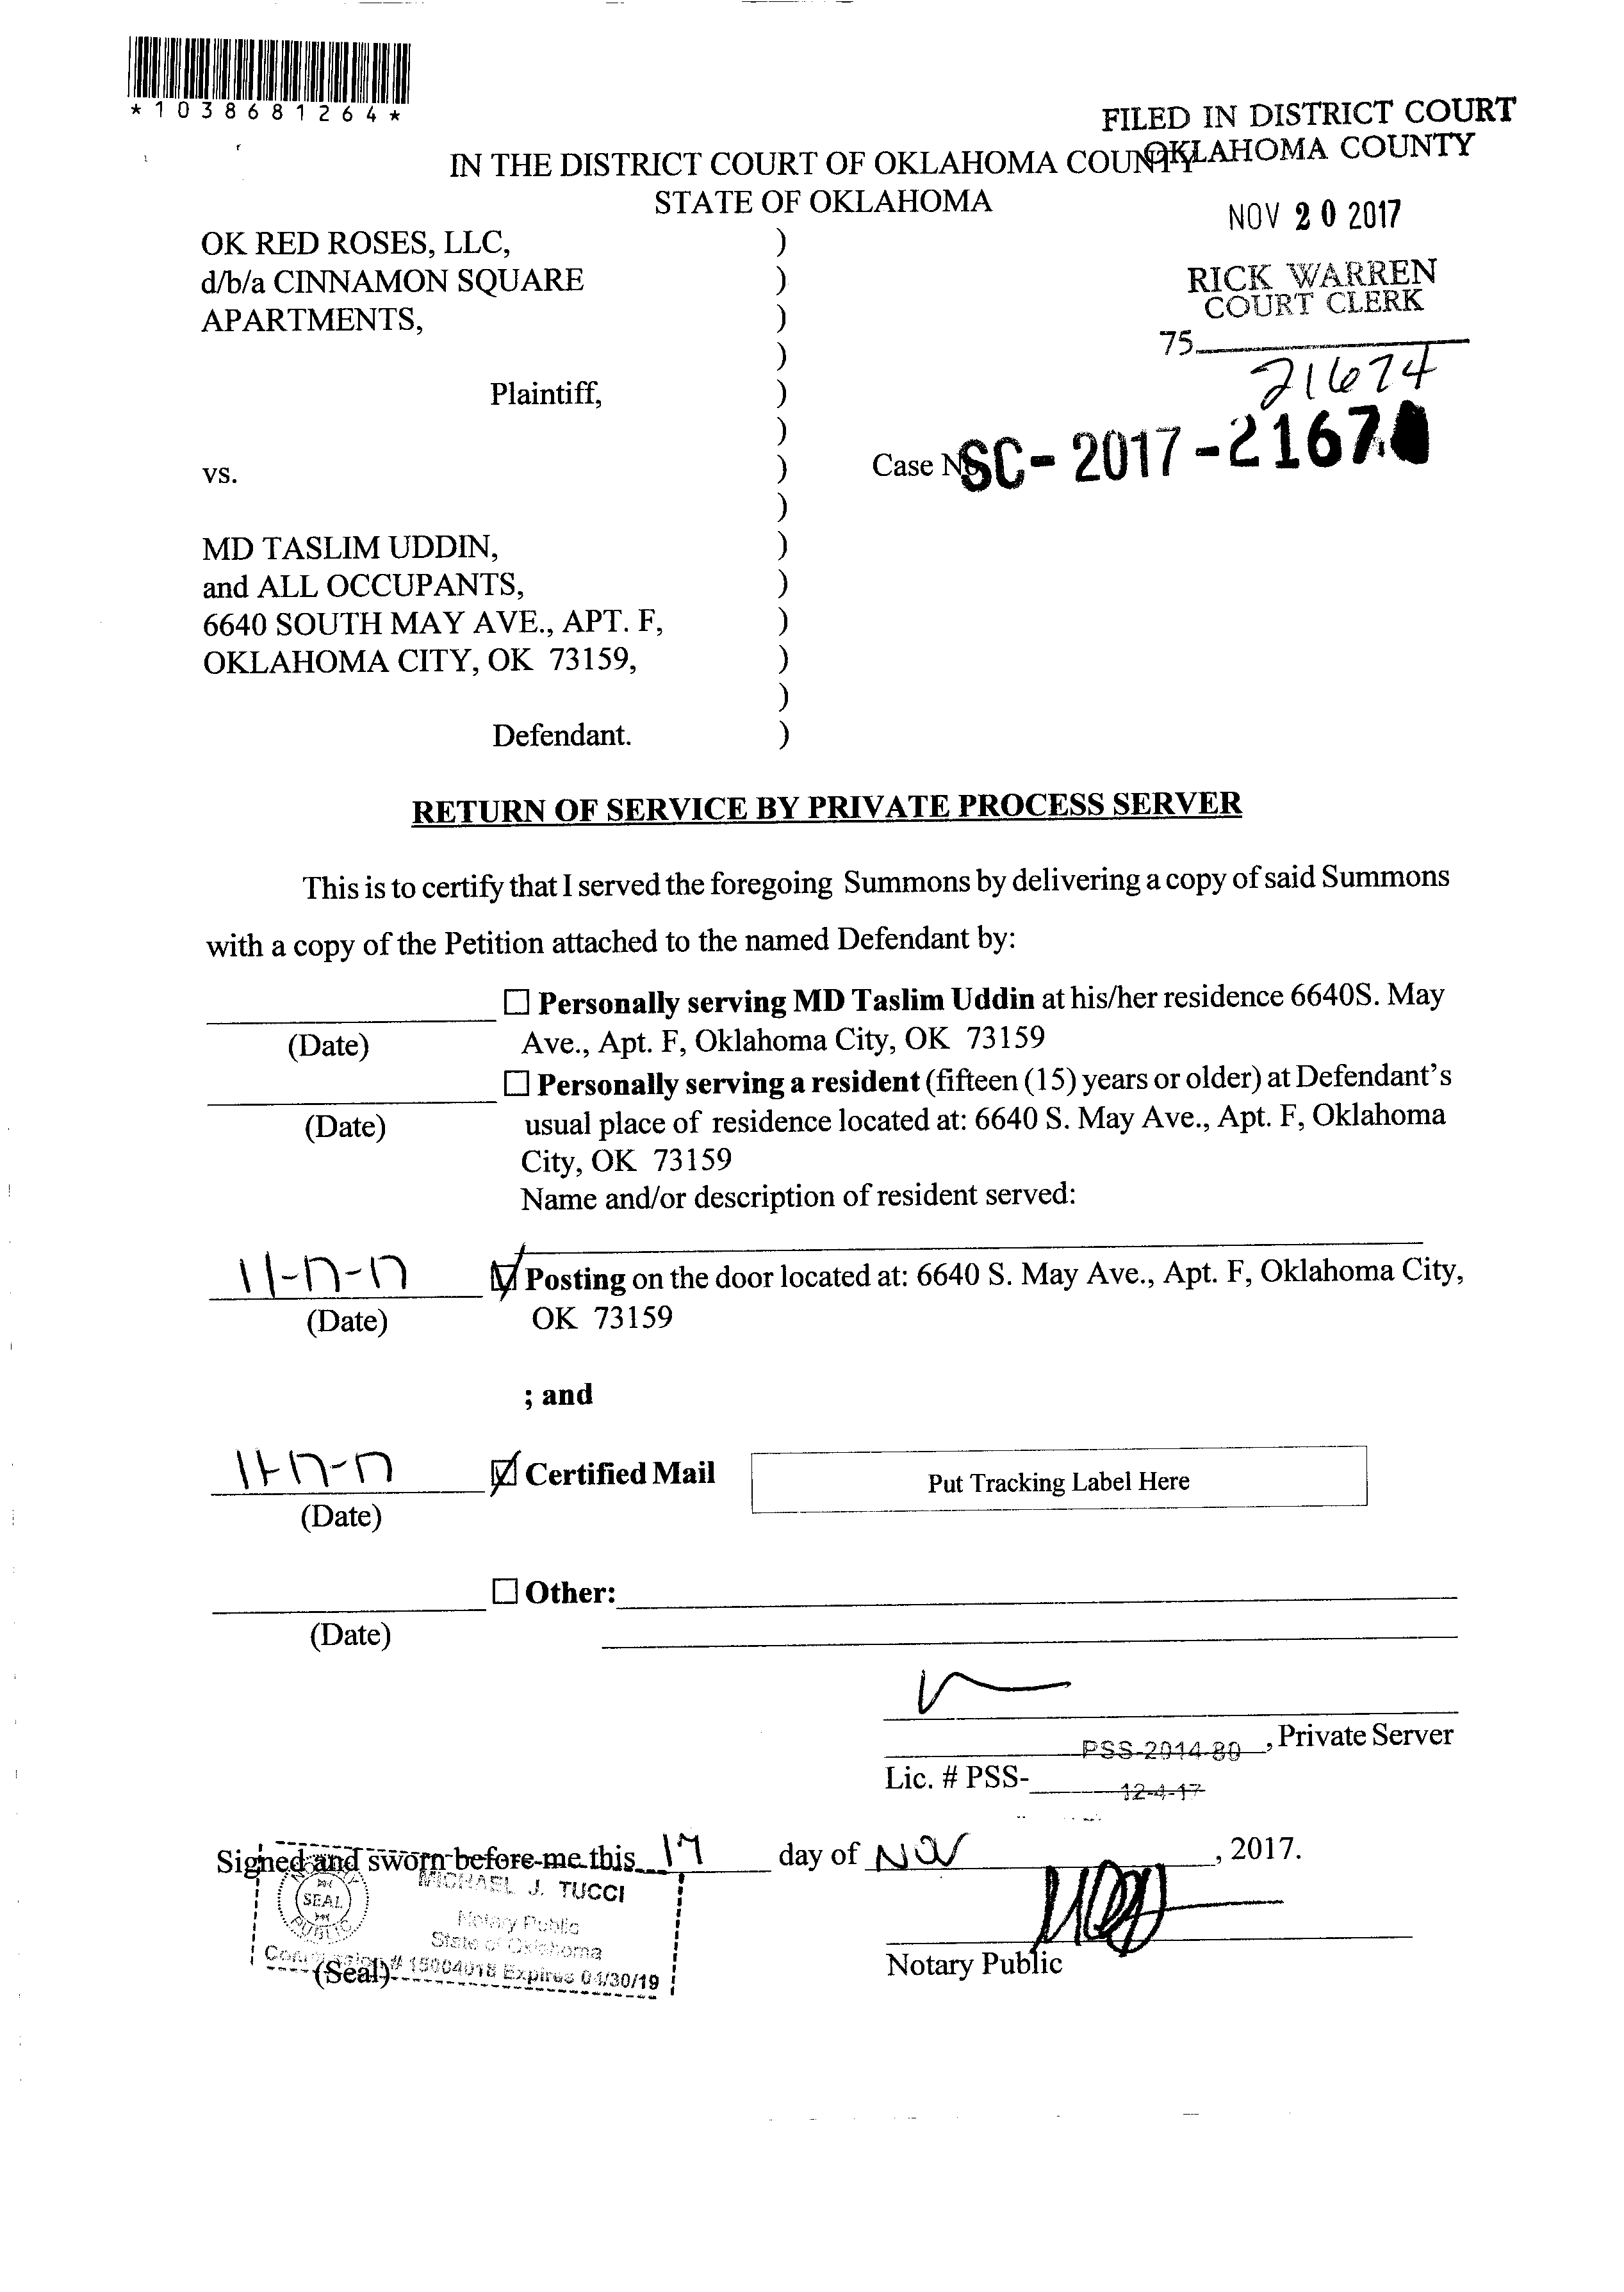 *1038681264*
FILED IN DISTRICT COURT
OKLAHOMA COUNTY
IN THE DISTRICT COURT OF OKLAHOMA COUNTY
STATE OF OKLAHOMA
NOV 20 2017
OK RED ROSES, LLC, )
d/b/a CINNAMON SQUARE )
APARTMENTS, )
RICK WARREN
COURT CLERK
75
)
21674
Plaintiff, )
)
vs. ) Case No. SC-2017-2167
)
MD TASLIM UDDIN, )
and ALL OCCUPANTS, )
6640 SOUTH MAY AVE., APT. F, )
OKLAHOMA CITY, OK 73159, )
)
Defendant. )
RETURN OF SERVICE BY PRIVATE PROCESS SERVER
This is to certify that I served the foregoing Summons by delivering a copy of said Summons
with a copy of the Petition attached to the named Defendant by:
☐ Personally serving MD Taslim Uddin at his/her residence 6640S. May
(Date) Ave., Apt. F, Oklahoma City, OK 73159
☐ Personally serving a resident (fifteen (15) years or older) at Defendant's
(Date) usual place of residence located at: 6640 S. May Ave., Apt. F, Oklahoma
City, OK 73159
Name and/or description of resident served:
11-17-17 ☑ Posting on the door located at: 6640 S. May Ave., Apt. F, Oklahoma City,
(Date) OK 73159
; and
11-17-17 ☑ Certified Mail Put Tracking Label Here
(Date)
☐ Other:
(Date)
PSS-2014-80, Private Server
Lic. # PSS- 12-4-17
Signed and sworn before me this 17 day of NOV, 2017.
SEAL
PUBLIC
MICHAEL J. TUCCI
Notary Public
State of Oklahoma
Commission # 15004018 Expires 04/30/19
(Seal)
Notary Public